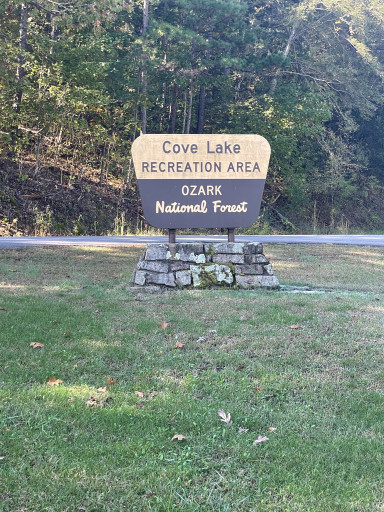 Cove Lake
RECREATION AREA
OZARK
National Forest